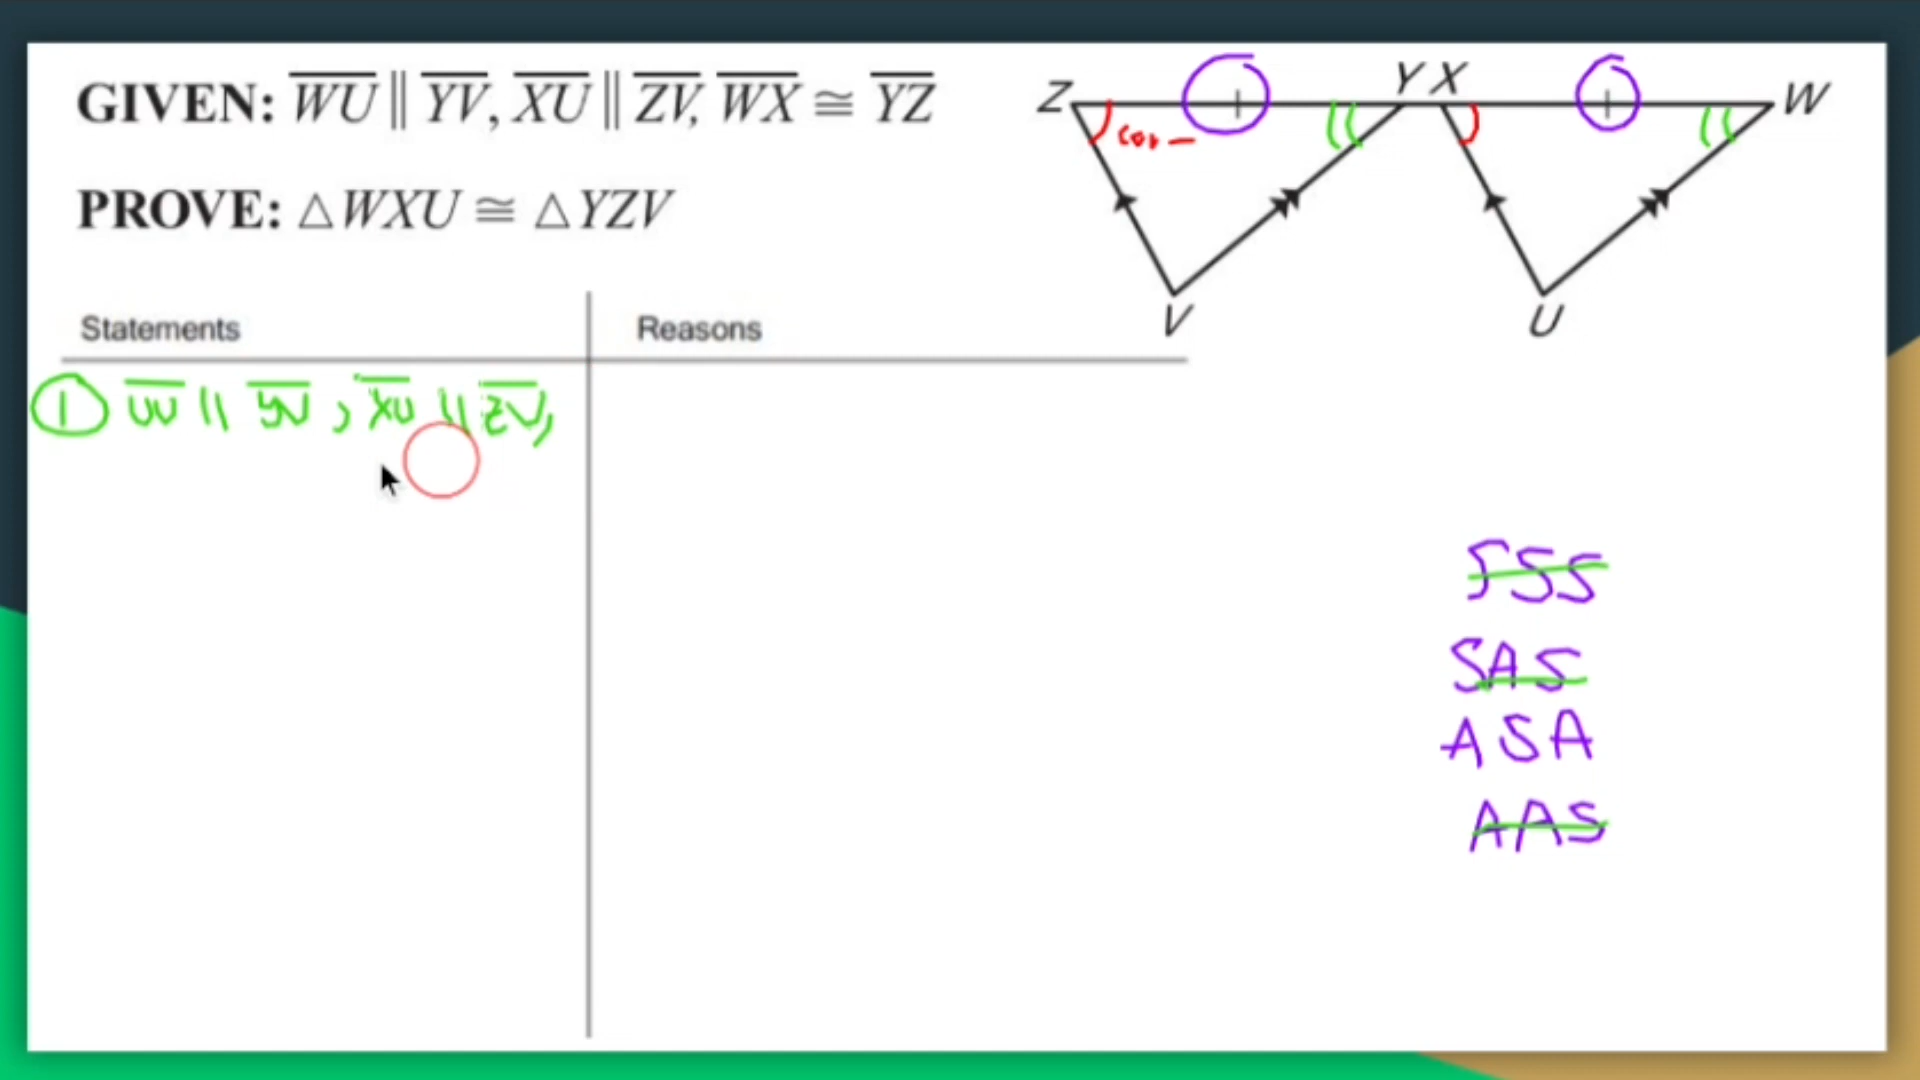 GIVEN: WU ∥ YV, XU ∥ ZV, WX ≅ YZ
PROVE: △WXU ≅ △YZV
Z Y X W
cor
V U
Statements Reasons
① WU ∥ YV, XU ∥ ZV,
SSS
SAS
ASA
AAS